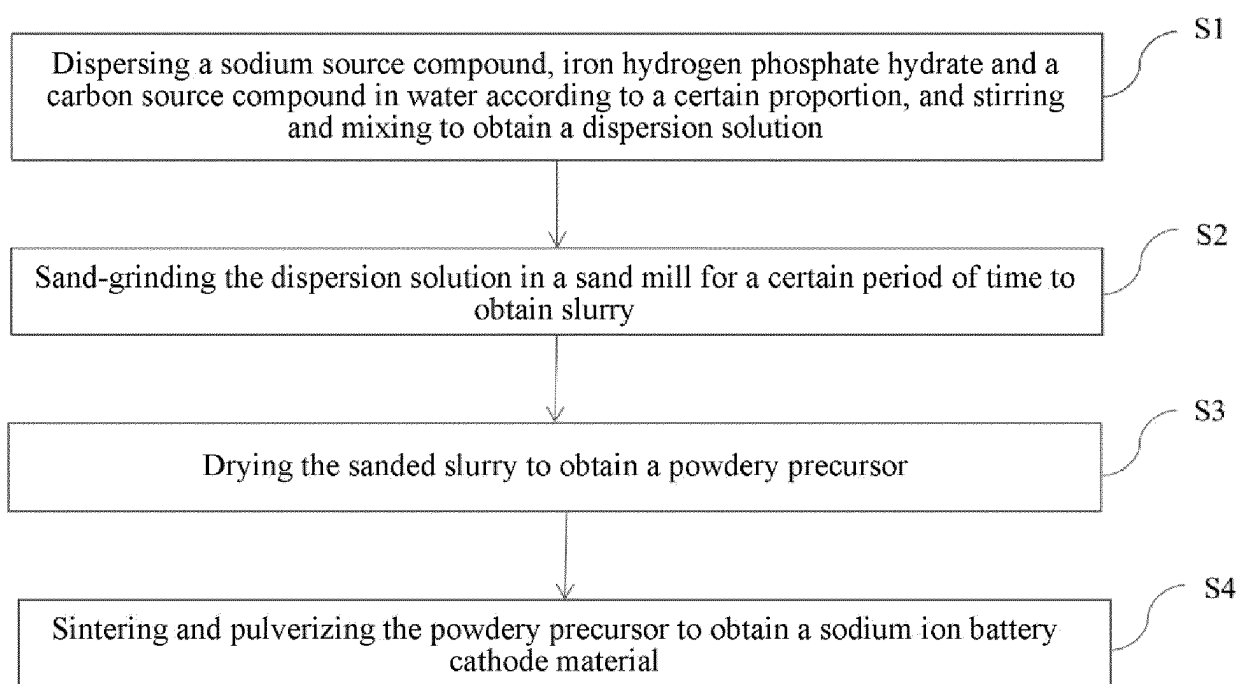 S1
Dispersing a sodium source compound, iron hydrogen phosphate hydrate and a
carbon source compound in water according to a certain proportion, and stirring
and mixing to obtain a dispersion solution
S2
Sand-grinding the dispersion solution in a sand mill for a certain period of time to
obtain slurry
S3
Drying the sanded slurry to obtain a powdery precursor
S4
Sintering and pulverizing the powdery precursor to obtain a sodium ion battery
cathode material